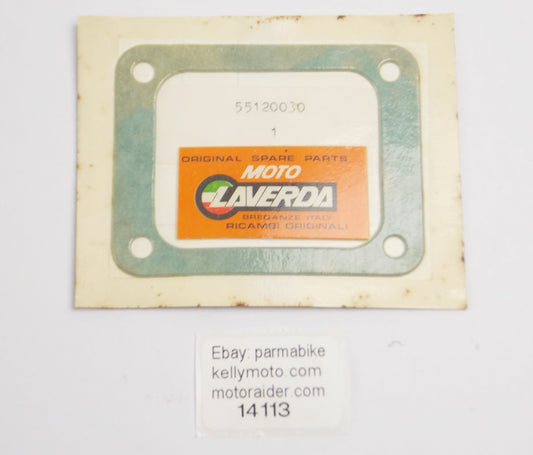 55120030
1
ORIGINAL SPARE PARTS
MOTO
LAVERDA
BREGANZE ITALY
RICAMBI ORIGINALI
Ebay: parmabike
kellymoto.com
motoraider.com
14113